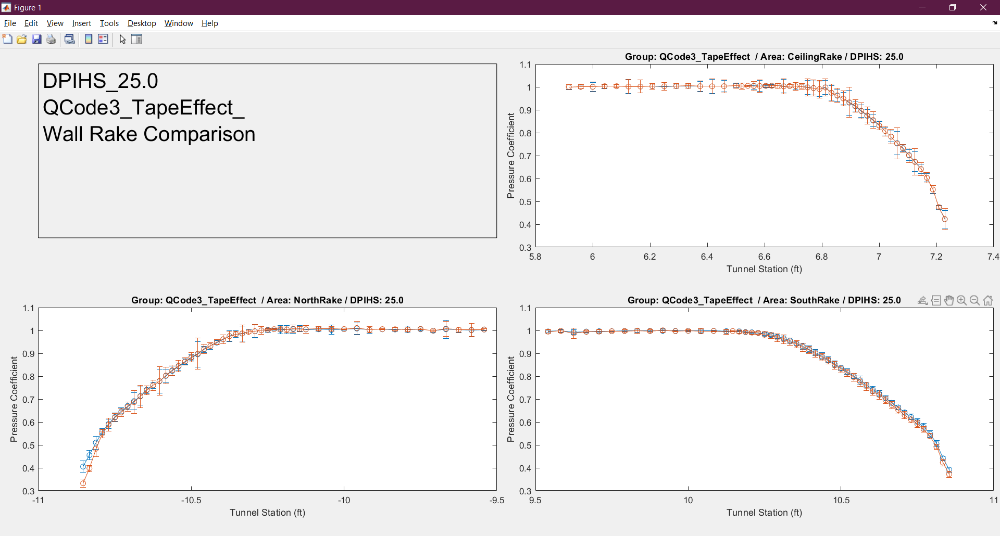 Figure 1
File Edit View Insert Tools Desktop Window Help
DPIHS_25.0
QCode3_TapeEffect_
Wall Rake Comparison
Group: QCode3_TapeEffect / Area: CeilingRake / DPIHS: 25.0
Pressure Coefficient
1.1
1
0.9
0.8
0.7
0.6
0.5
0.4
0.3
5.8 6 6.2 6.4 6.6 6.8 7 7.2 7.4
Tunnel Station (ft)
Group: QCode3_TapeEffect / Area: NorthRake / DPIHS: 25.0
Pressure Coefficient
1.1
1
0.9
0.8
0.7
0.6
0.5
0.4
0.3
-11 -10.5 -10 -9.5
Tunnel Station (ft)
Group: QCode3_TapeEffect / Area: SouthRake / DPIHS: 25.0
Pressure Coefficient
1.1
1
0.9
0.8
0.7
0.6
0.5
0.4
0.3
9.5 10 10.5 11
Tunnel Station (ft)